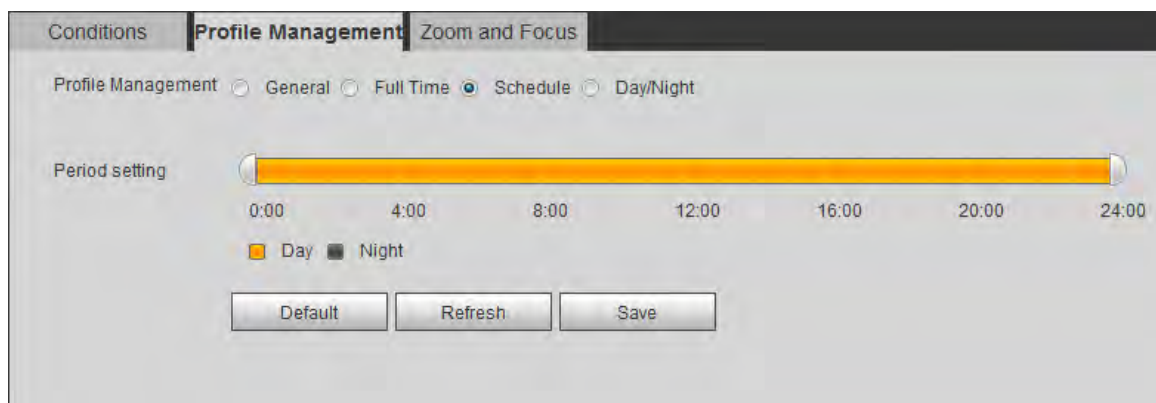 Conditions Profile Management Zoom and Focus
Profile Management General Full Time Schedule Day/Night
Period setting
0:00 4:00 8:00 12:00 16:00 20:00 24:00
Day Night
Default Refresh Save